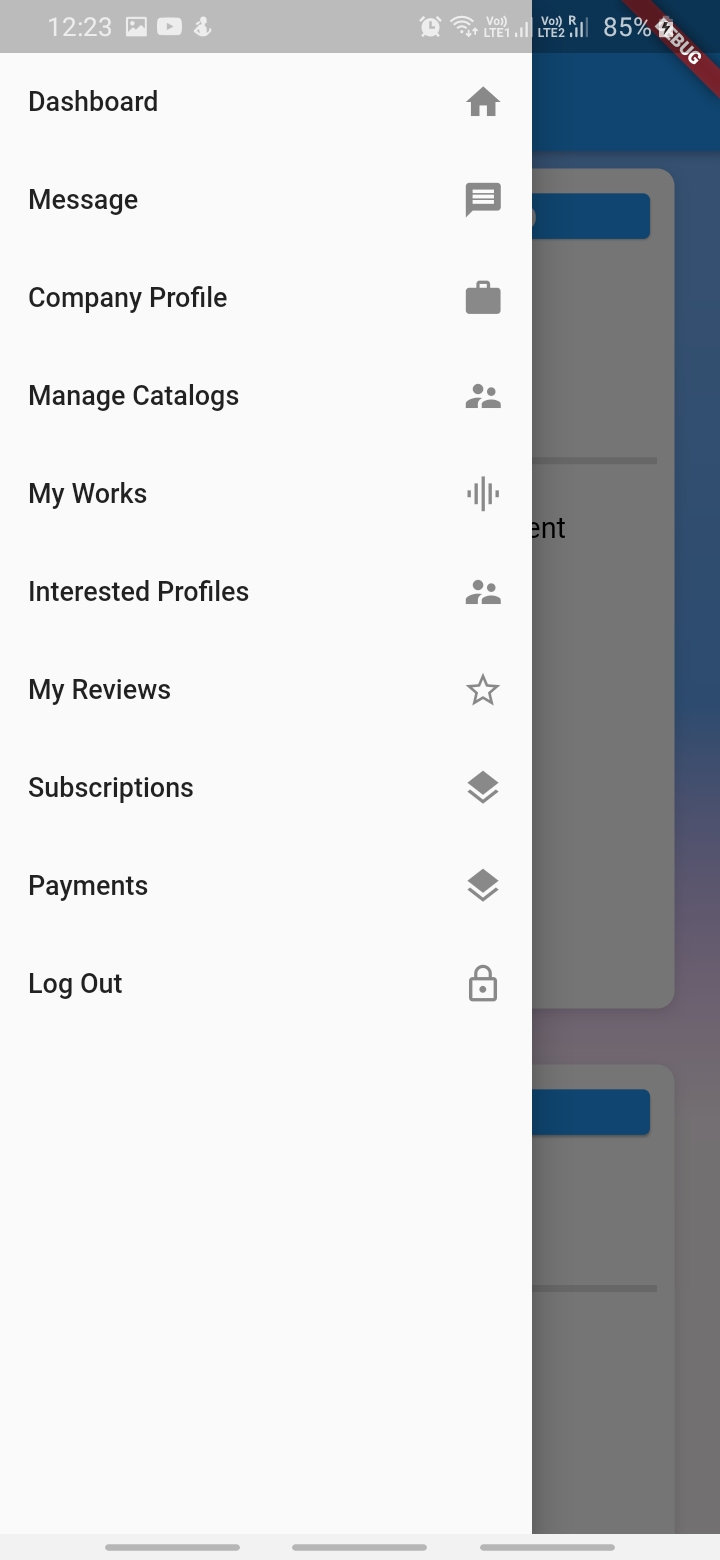 12:23 Vo) LTE1 Vo) R LTE2 85%
Dashboard
Message
Company Profile
Manage Catalogs
ent
My Works
Interested Profiles
My Reviews
Subscriptions
Payments
Log Out